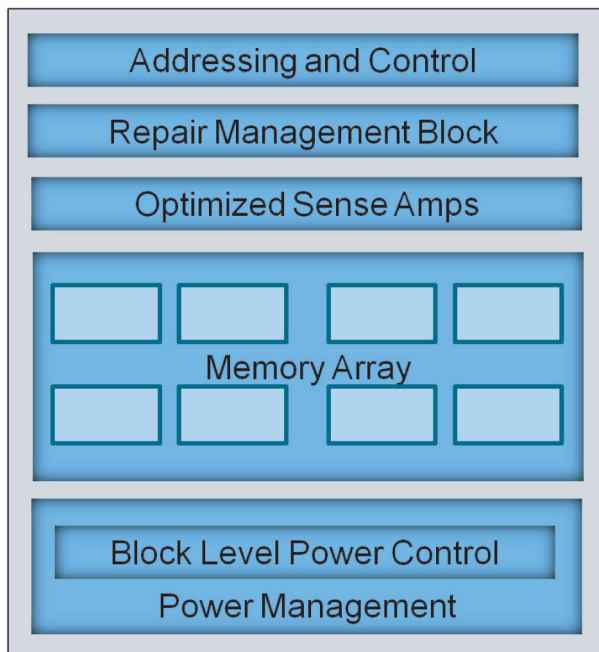 Addressing and Control
Repair Management Block
Optimized Sense Amps
Memory Array
Block Level Power Control
Power Management